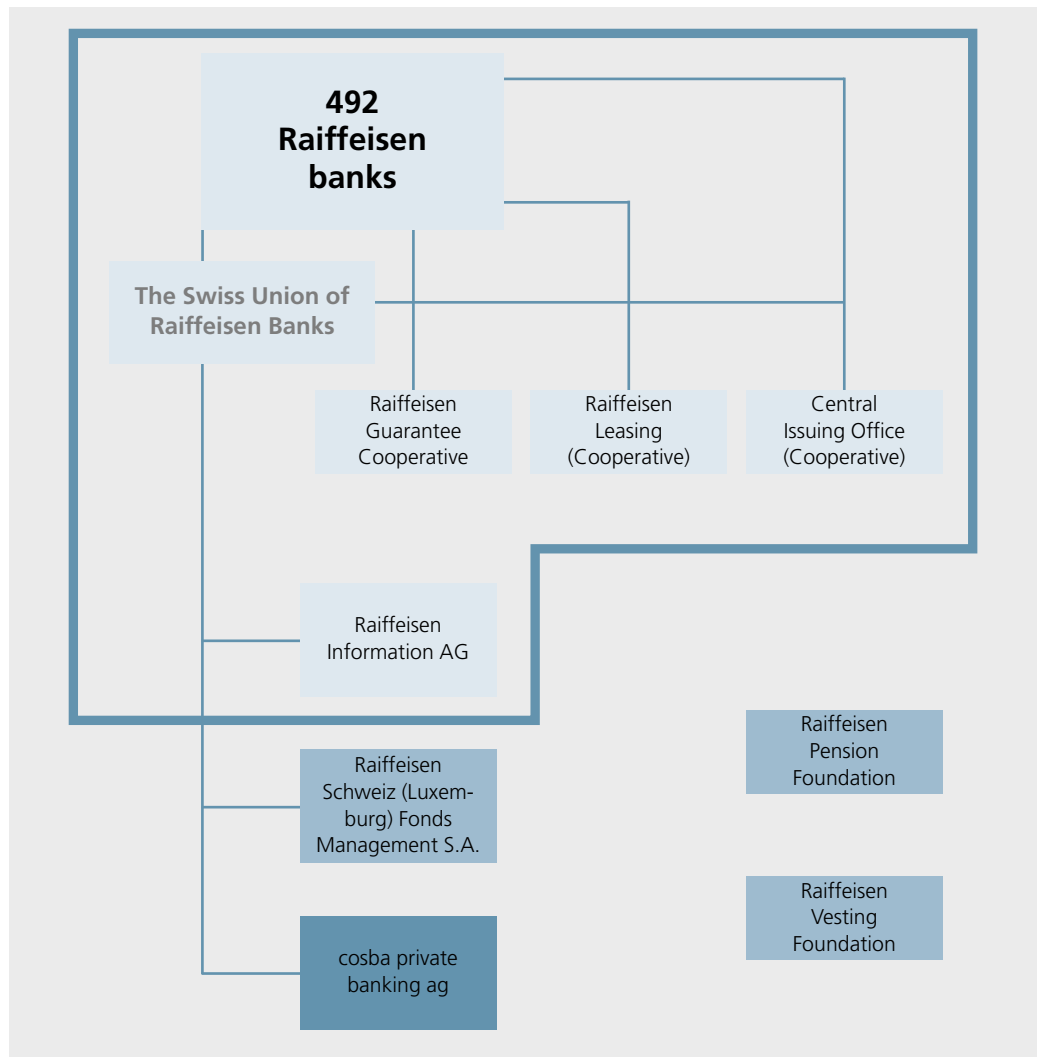 492
Raiffeisen
banks
The Swiss Union of
Raiffeisen Banks
Raiffeisen
Guarantee
Cooperative
Raiffeisen
Leasing
(Cooperative)
Central
Issuing Office
(Cooperative)
Raiffeisen
Information AG
Raiffeisen
Schweiz (Luxem-
burg) Fonds
Management S.A.
cosba private
banking ag
Raiffeisen
Pension
Foundation
Raiffeisen
Vesting
Foundation